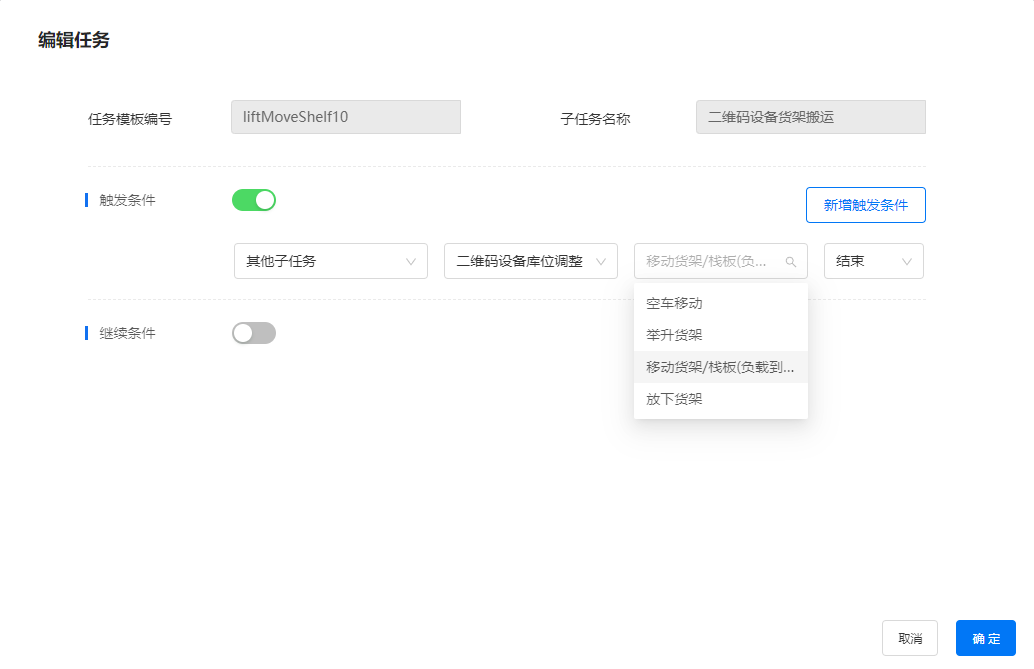 编辑任务
任务模板编号 liftMoveShelf10 子任务名称 二维码设备货架搬运
触发条件 新增触发条件
其他子任务 二维码设备库位调整 移动货架/栈板(负... 结束
空车移动
继续条件 举升货架
移动货架/栈板(负载到...
放下货架
取消 确定